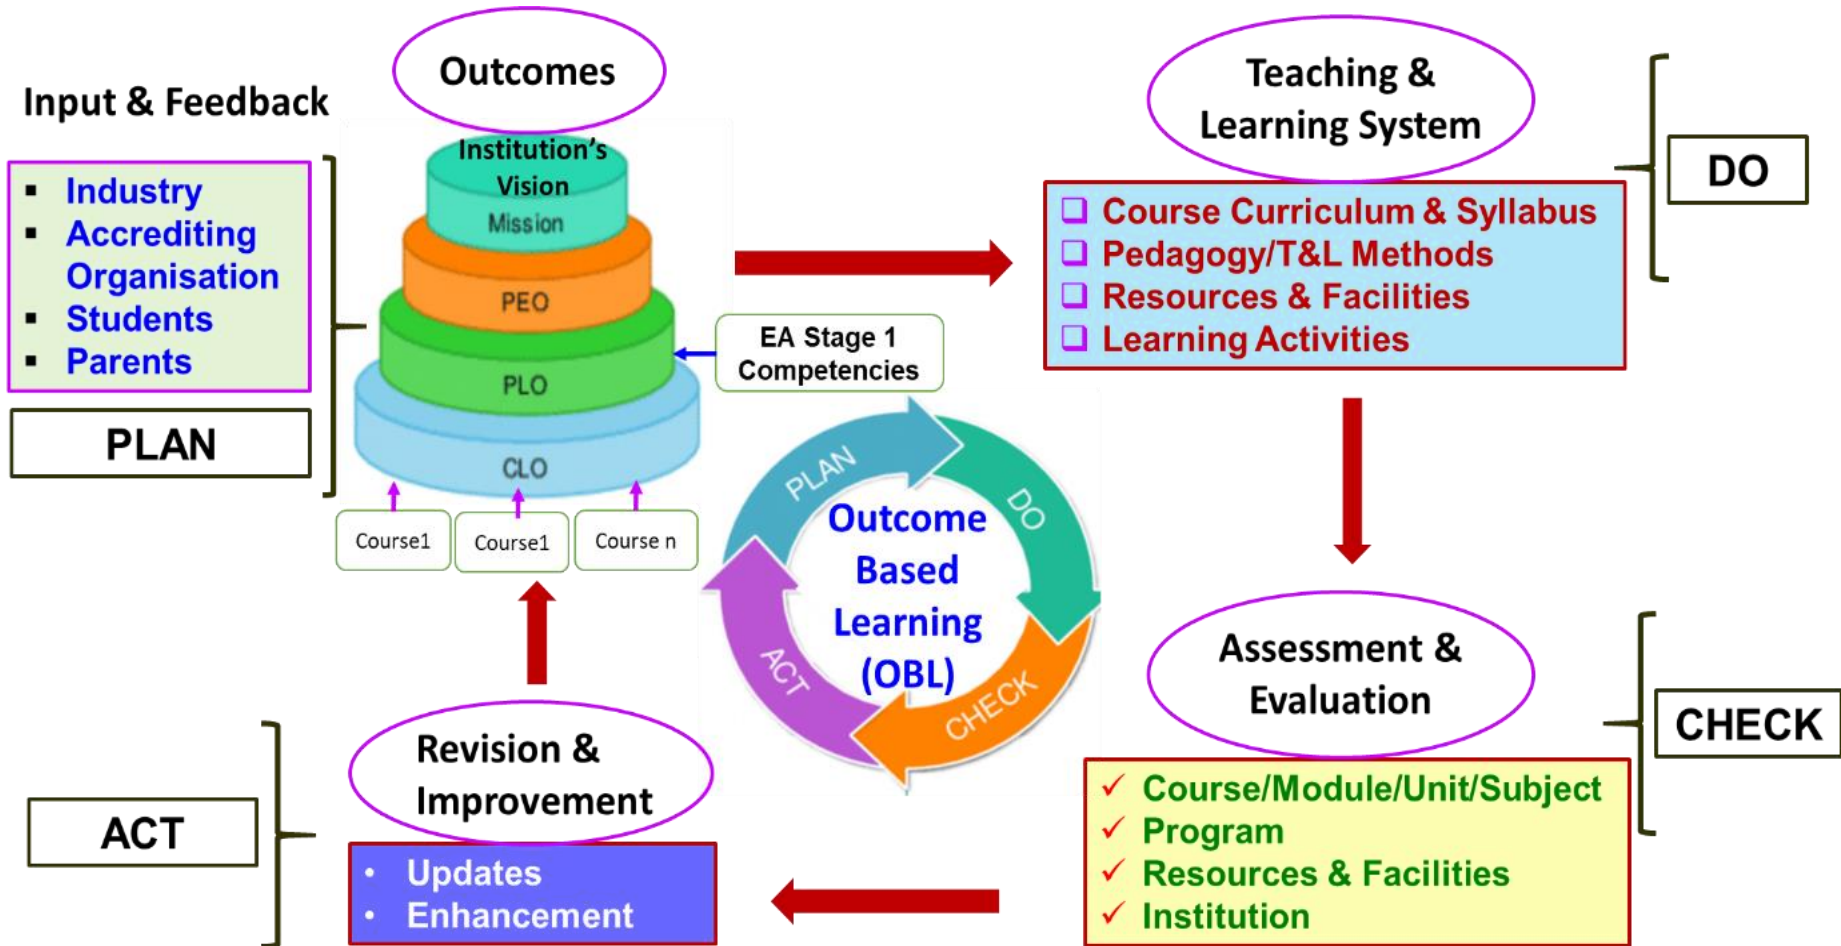 Input & Feedback
Industry
Accrediting
Organisation
Students
Parents
PLAN
Outcomes
Institution's
Vision
Mission
PEO
PLO
CLO
EA Stage 1
Competencies
Course1
Course1
Course n
Teaching &
Learning System
Course Curriculum & Syllabus
Pedagogy/T&L Methods
Resources & Facilities
Learning Activities
DO
PLAN
DO
CHECK
ACT
Outcome
Based
Learning
(OBL)
Assessment &
Evaluation
Course/Module/Unit/Subject
Program
Resources & Facilities
Institution
CHECK
Revision &
Improvement
Updates
Enhancement
ACT